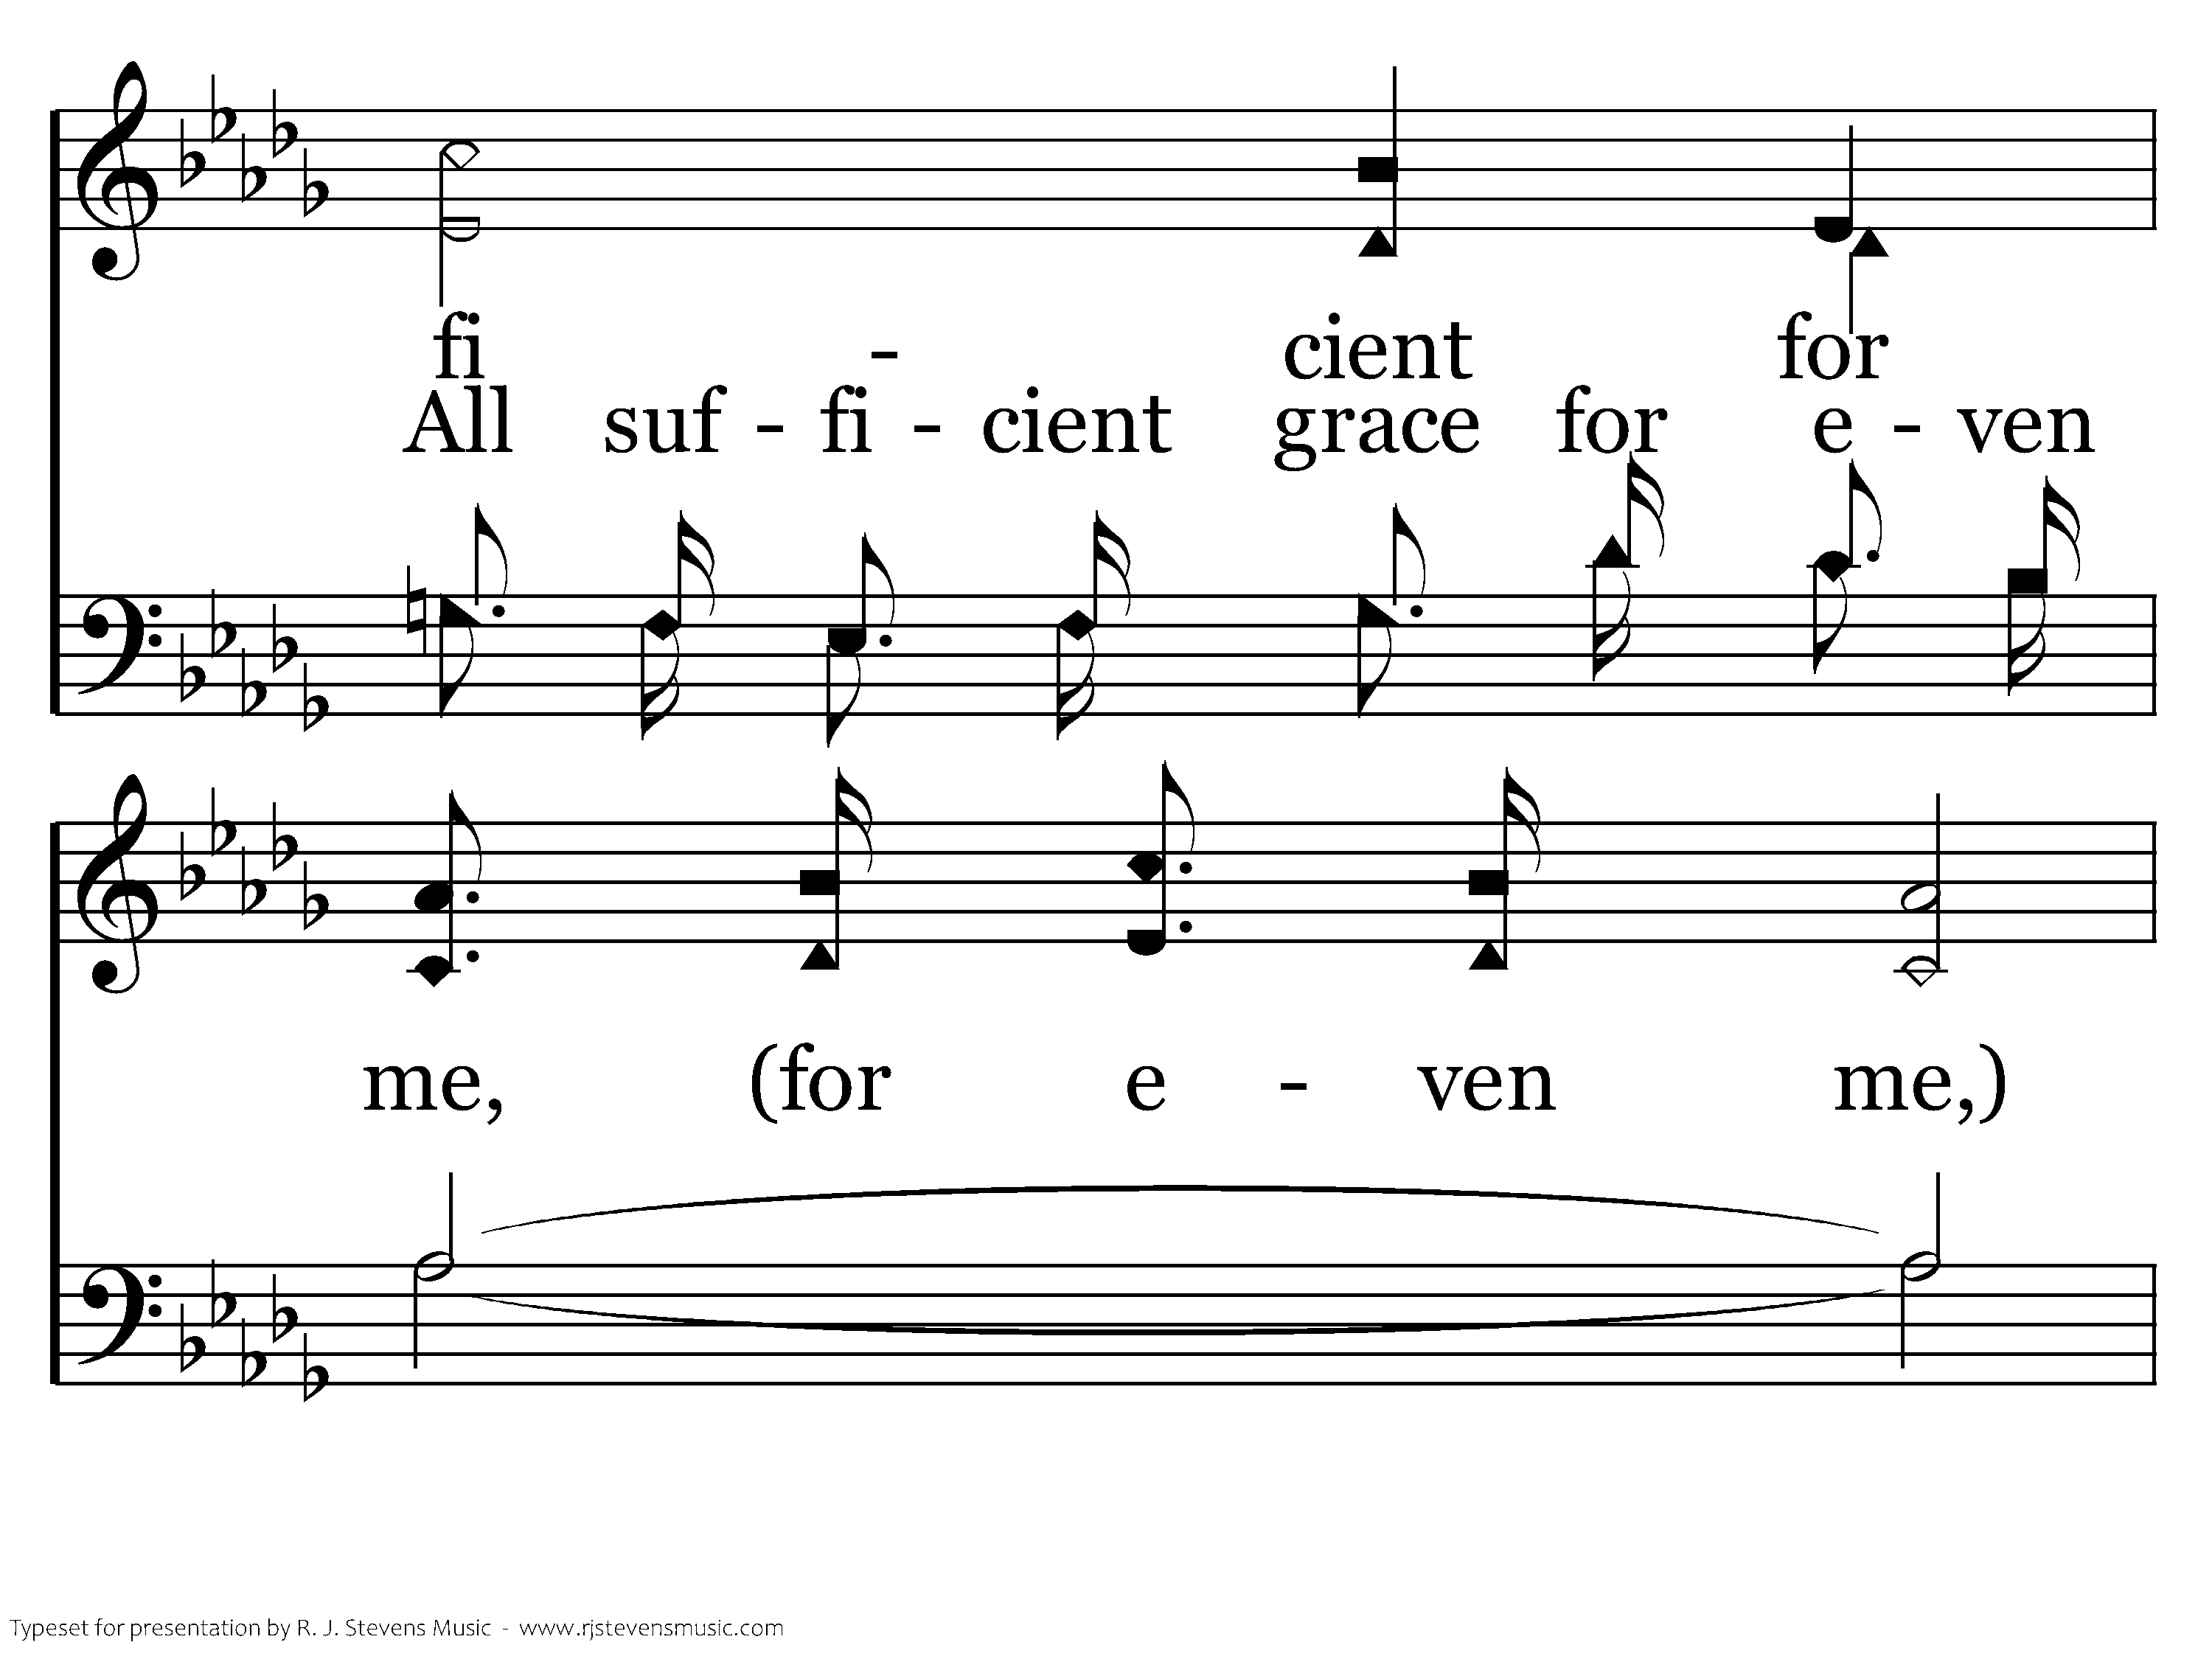 fi - cient for
All suf - fi - cient grace for e - ven
me, (for e - ven me,)
Typeset for presentation by R. J. Stevens Music - www.rjstevensmusic.com